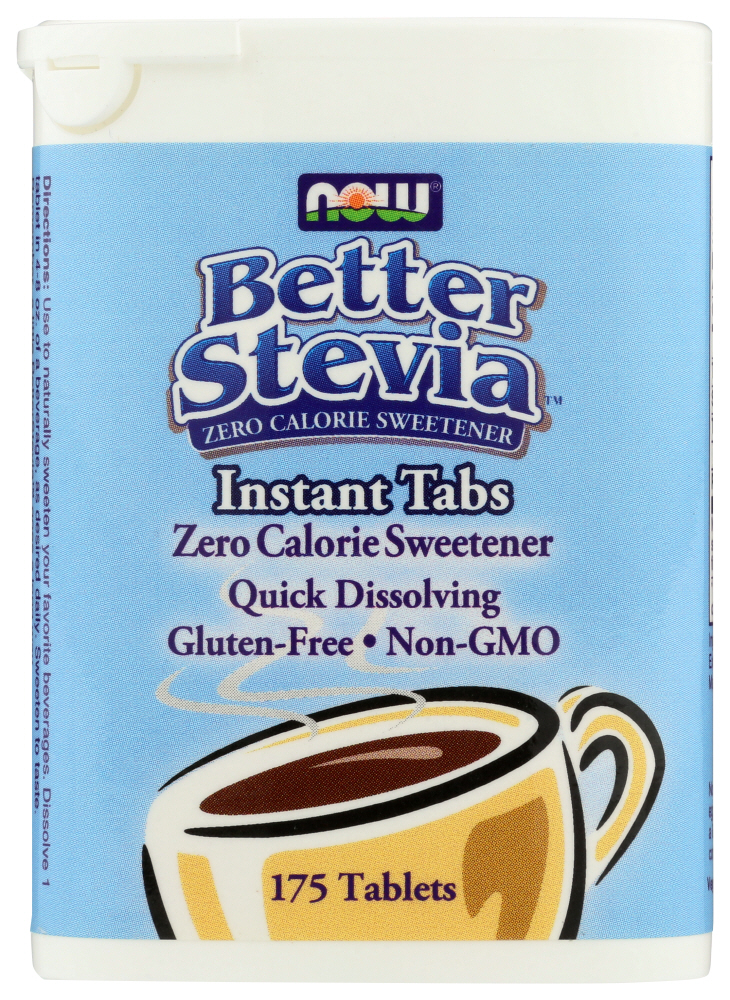 now®
Better
Stevia™
ZERO CALORIE SWEETENER
Instant Tabs
Zero Calorie Sweetener
Quick Dissolving
Gluten-Free • Non-GMO
175 Tablets
Directions: Use to naturally sweeten your favorite beverages. Dissolve 1
tablet in 4-8 oz. of a beverage, as desired daily. Sweeten to taste.